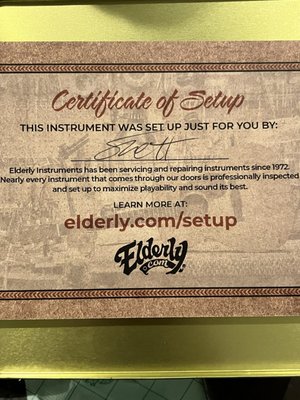 Certificate of Setup
THIS INSTRUMENT WAS SET UP JUST FOR YOU BY:
Scott
Elderly Instruments has been servicing and repairing instruments since 1972.
Nearly every instrument that comes through our doors is professionally inspected
and set up to maximize playability and sound its best.
LEARN MORE AT:
elderly.com/setup
Elderly
.com